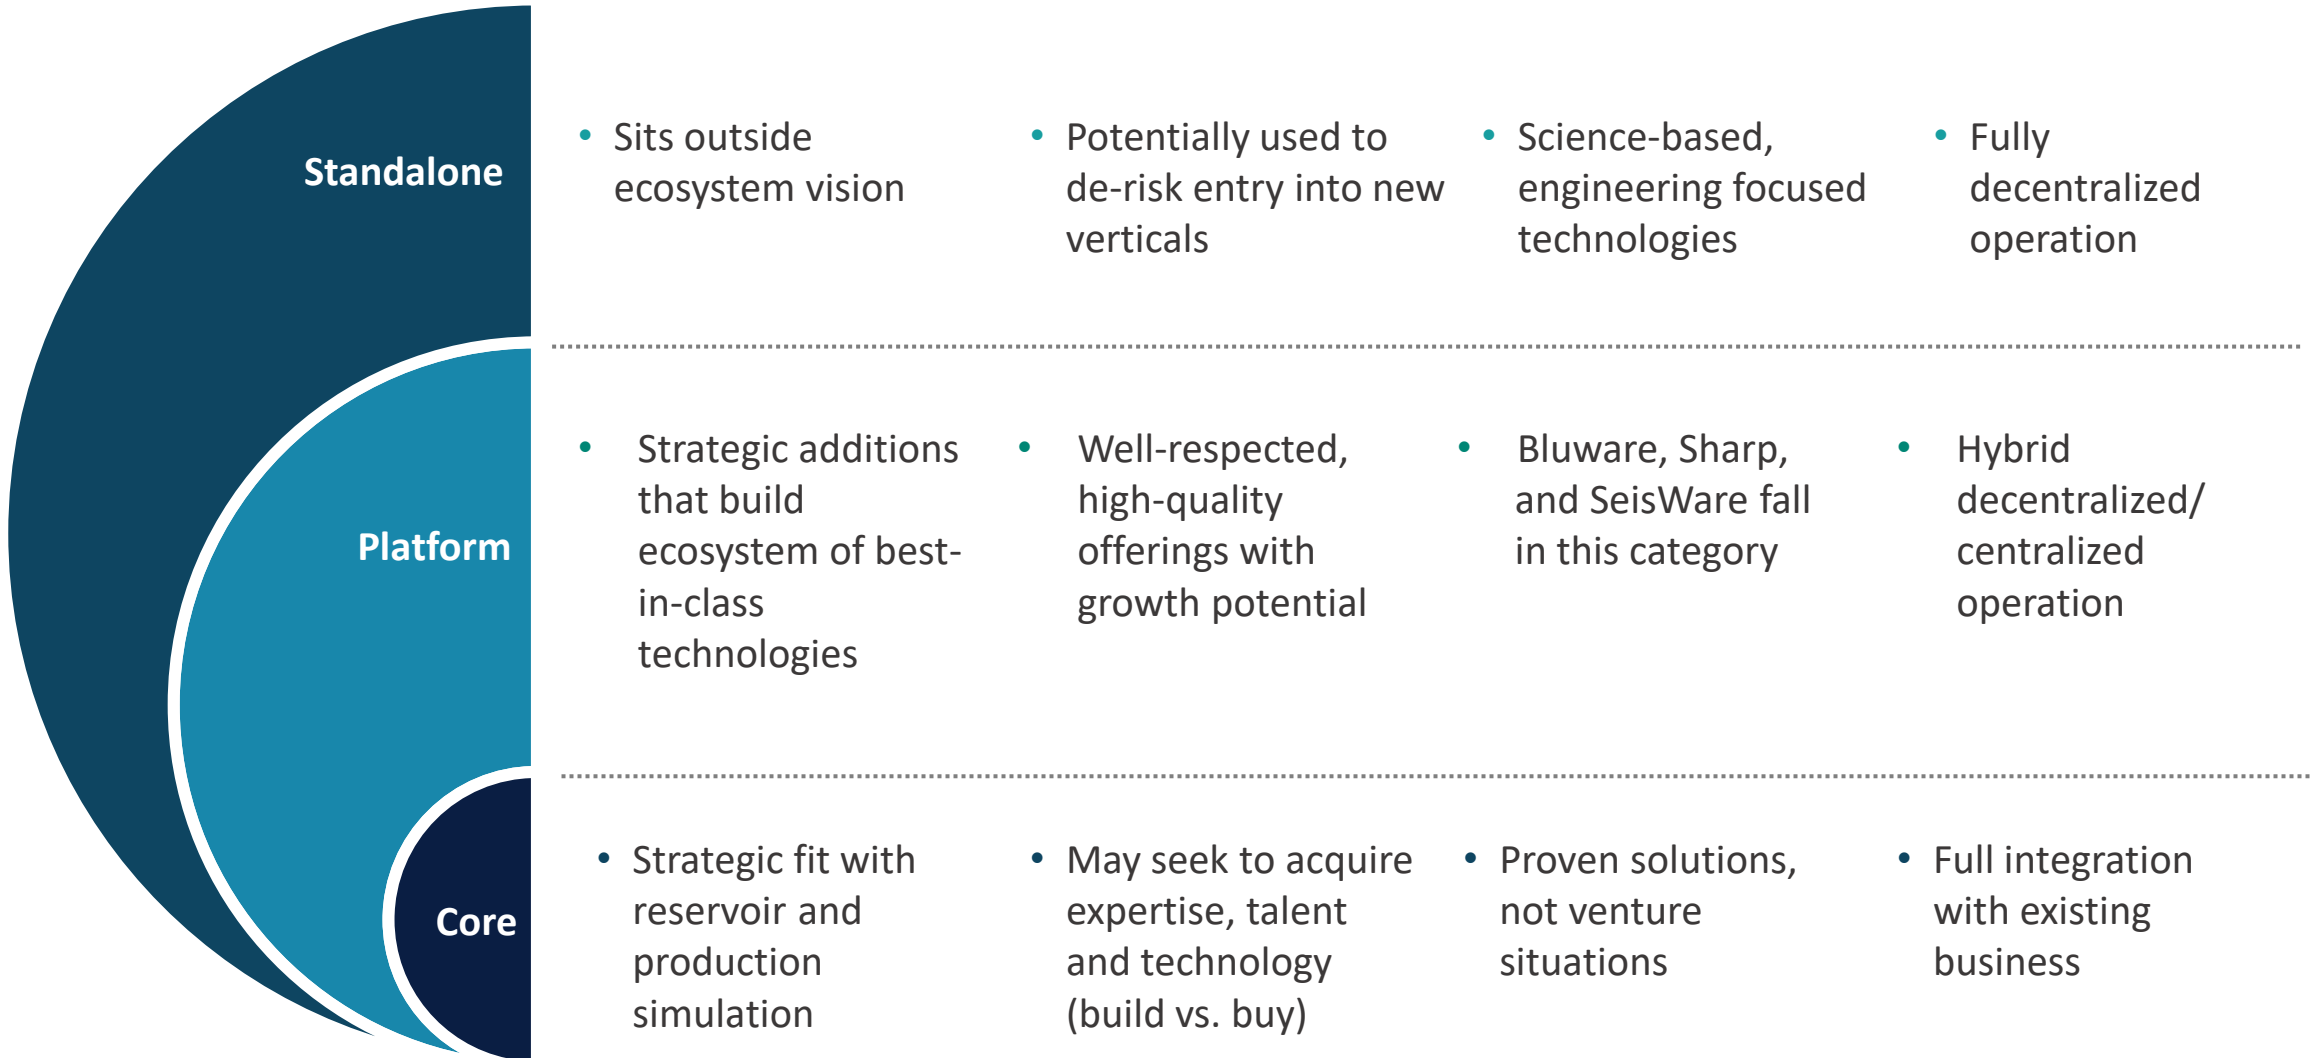 Standalone
• Sits outside
ecosystem vision
• Potentially used to
de-risk entry into new
verticals
• Science-based,
engineering focused
technologies
• Fully
decentralized
operation
Platform
• Strategic additions
that build
ecosystem of best-
in-class
technologies
• Well-respected,
high-quality
offerings with
growth potential
• Bluware, Sharp,
and SeisWare fall
in this category
• Hybrid
decentralized/
centralized
operation
Core
• Strategic fit with
reservoir and
production
simulation
• May seek to acquire
expertise, talent
and technology
(build vs. buy)
• Proven solutions,
not venture
situations
• Full integration
with existing
business